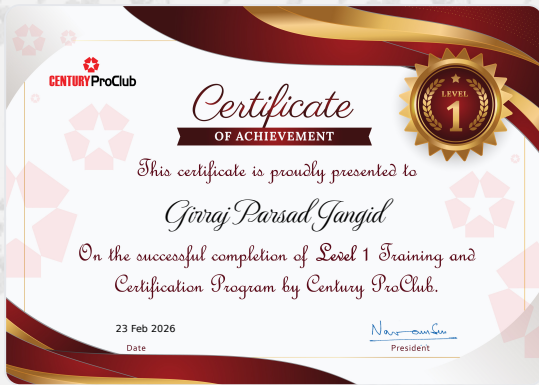 CENTURY ProClub
Certificate
OF ACHIEVEMENT
LEVEL
1
This certificate is proudly presented to
Girraj Parsad Jangid
On the successful completion of Level 1 Training and
Certification Program by Century ProClub.
23 Feb 2026
Date
President